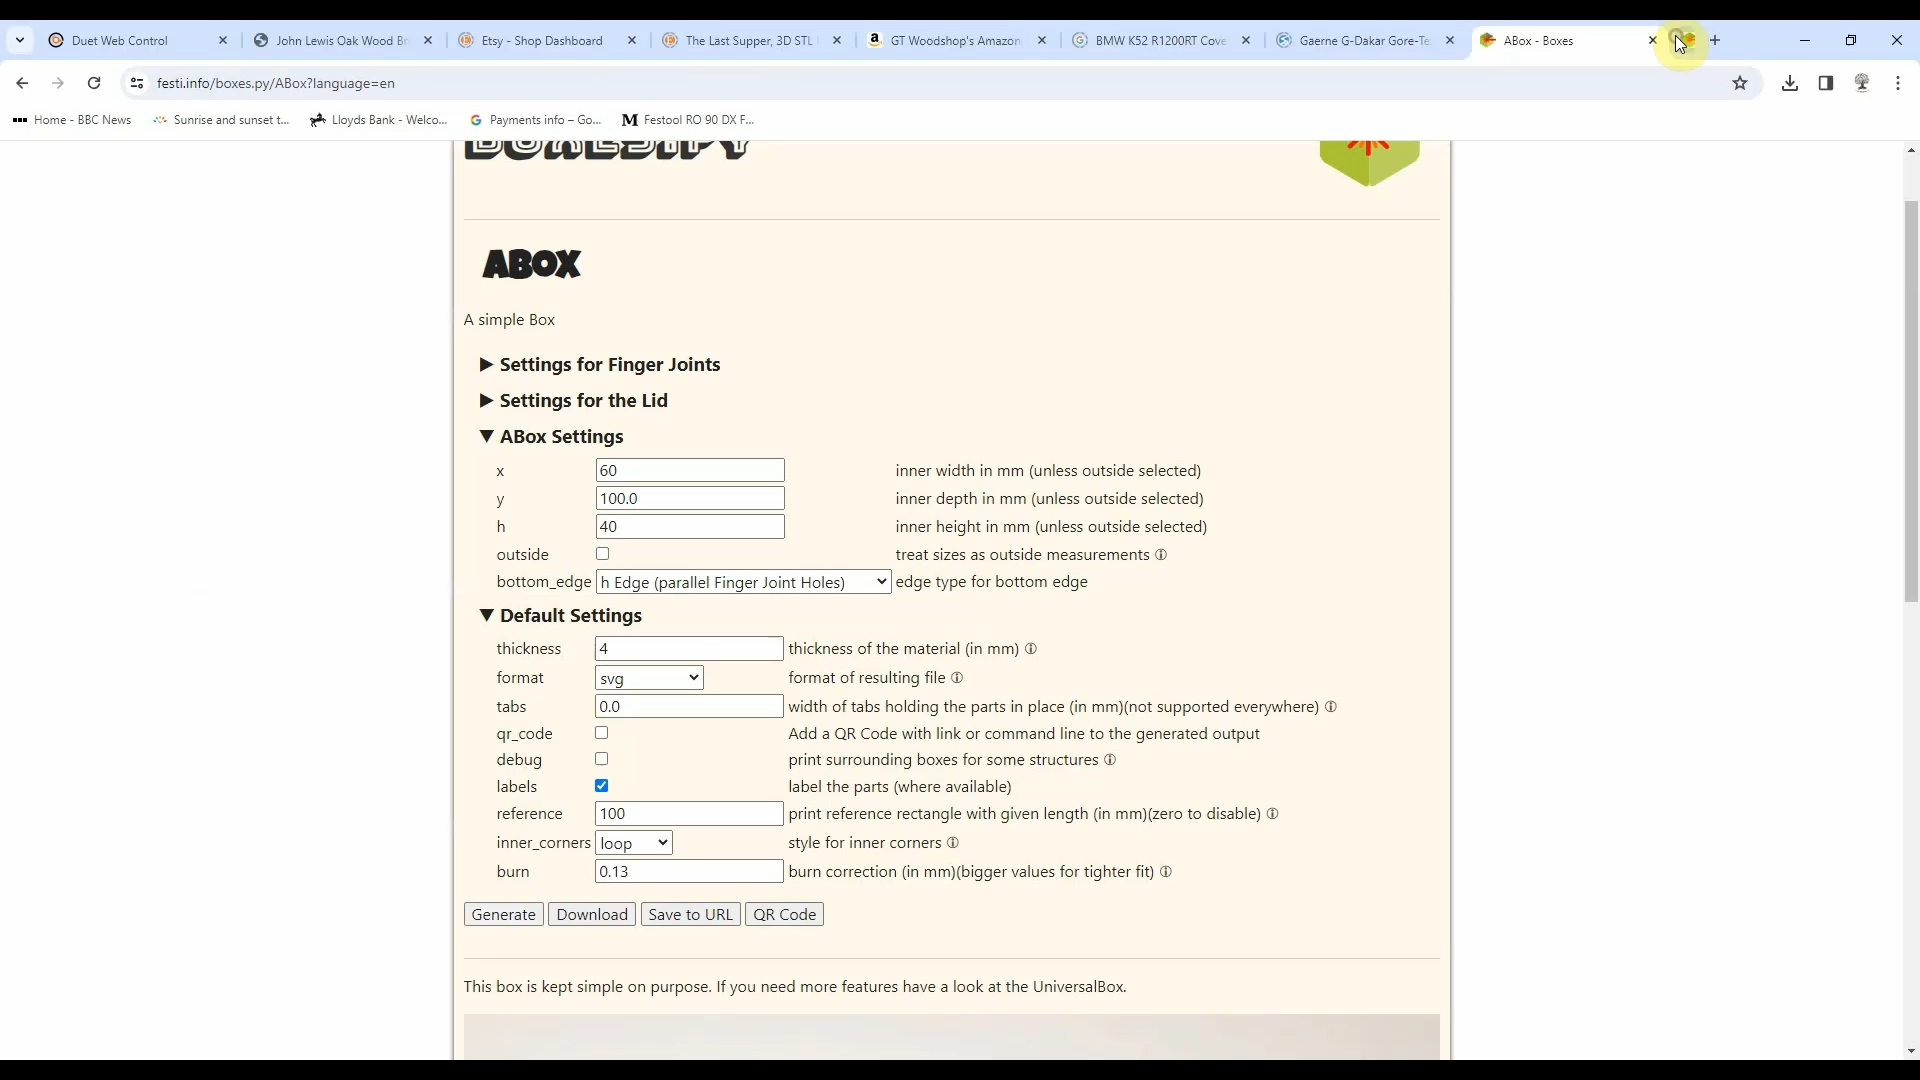 Duet Web Control
John Lewis Oak Wood Br
Etsy - Shop Dashboard
The Last Supper, 3D STL
GT Woodshop's Amazon
BMW K52 R1200RT Cove
Gaerne G-Dakar Gore-Te
ABox - Boxes
festi.info/boxes.py/ABox?language=en
Home - BBC News
Sunrise and sunset t...
Lloyds Bank - Welco...
Payments info – Go...
Festool RO 90 DX F...
ABOX
A simple Box
Settings for Finger Joints
Settings for the Lid
ABox Settings
x 60 inner width in mm (unless outside selected)
y 100.0 inner depth in mm (unless outside selected)
h 40 inner height in mm (unless outside selected)
outside treat sizes as outside measurements
bottom_edge h Edge (parallel Finger Joint Holes) edge type for bottom edge
Default Settings
thickness 4 thickness of the material (in mm)
format svg format of resulting file
tabs 0.0 width of tabs holding the parts in place (in mm)(not supported everywhere)
qr_code Add a QR Code with link or command line to the generated output
debug print surrounding boxes for some structures
labels label the parts (where available)
reference 100 print reference rectangle with given length (in mm)(zero to disable)
inner_corners loop style for inner corners
burn 0.13 burn correction (in mm)(bigger values for tighter fit)
Generate Download Save to URL QR Code
This box is kept simple on purpose. If you need more features have a look at the UniversalBox.